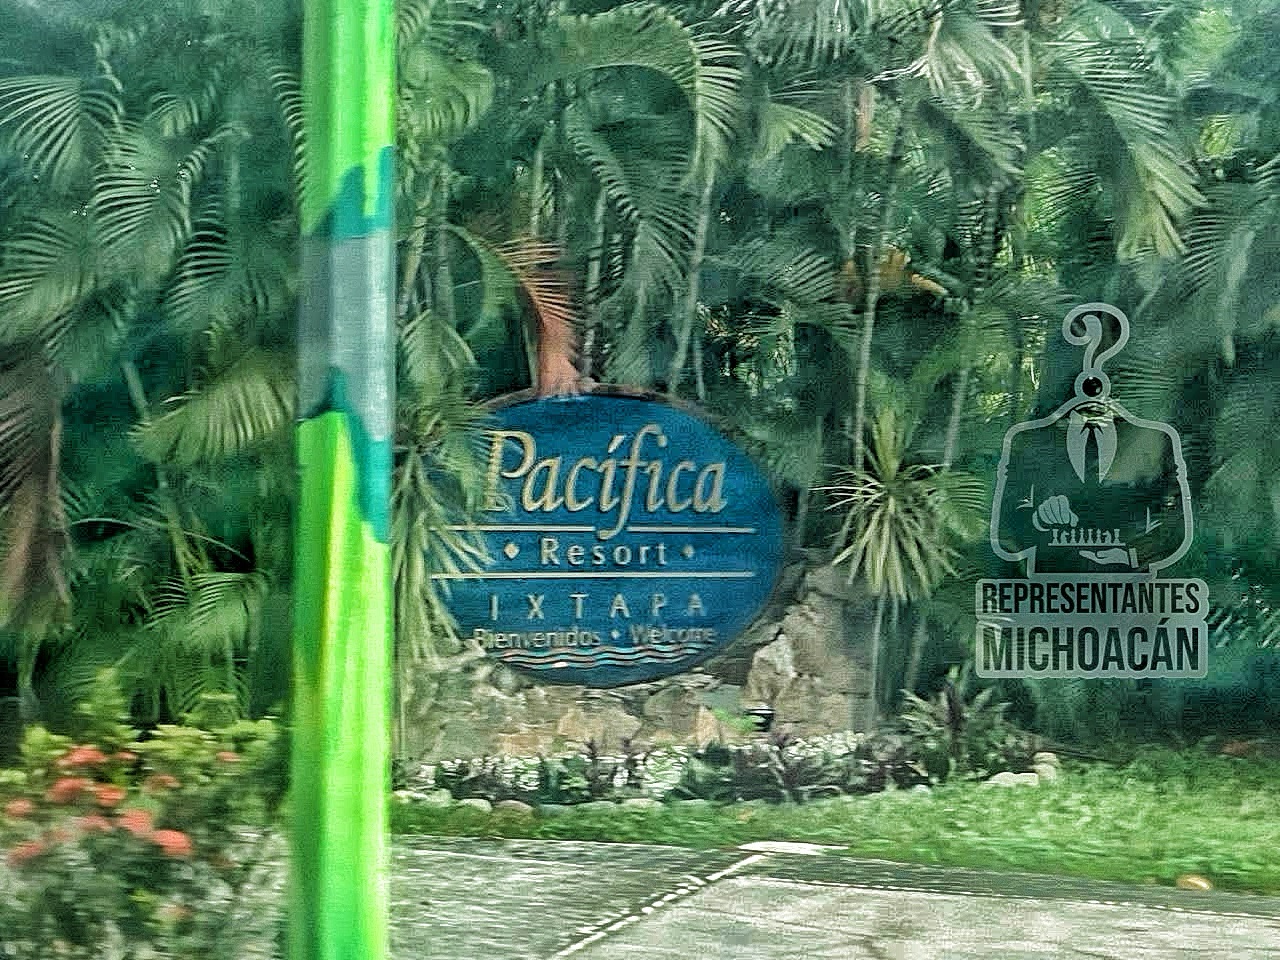 Pacífica
Resort
IXTAPA
Bienvenidos • Welcome
REPRESENTANTES
MICHOACÁN